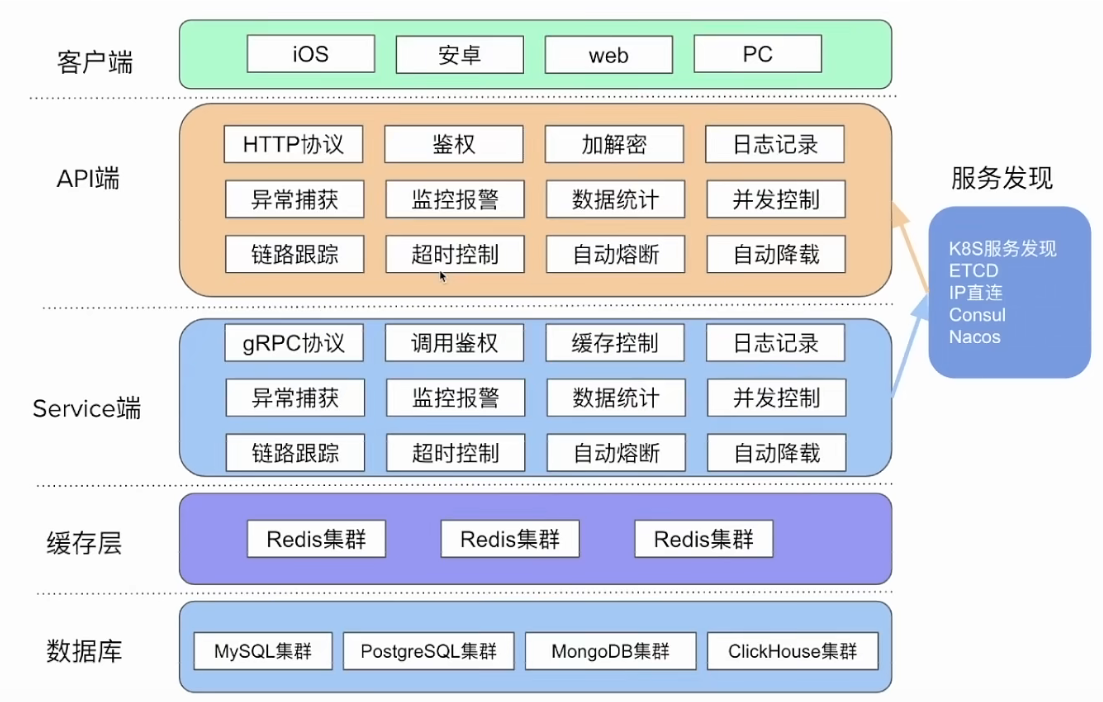 客户端
iOS
安卓
web
PC
API端
HTTP协议
鉴权
加解密
日志记录
异常捕获
监控报警
数据统计
并发控制
链路跟踪
超时控制
自动熔断
自动降载
服务发现
K8S服务发现
ETCD
IP直连
Consul
Nacos
Service端
gRPC协议
调用鉴权
缓存控制
日志记录
异常捕获
监控报警
数据统计
并发控制
链路跟踪
超时控制
自动熔断
自动降载
缓存层
Redis集群
Redis集群
Redis集群
数据库
MySQL集群
PostgreSQL集群
MongoDB集群
ClickHouse集群